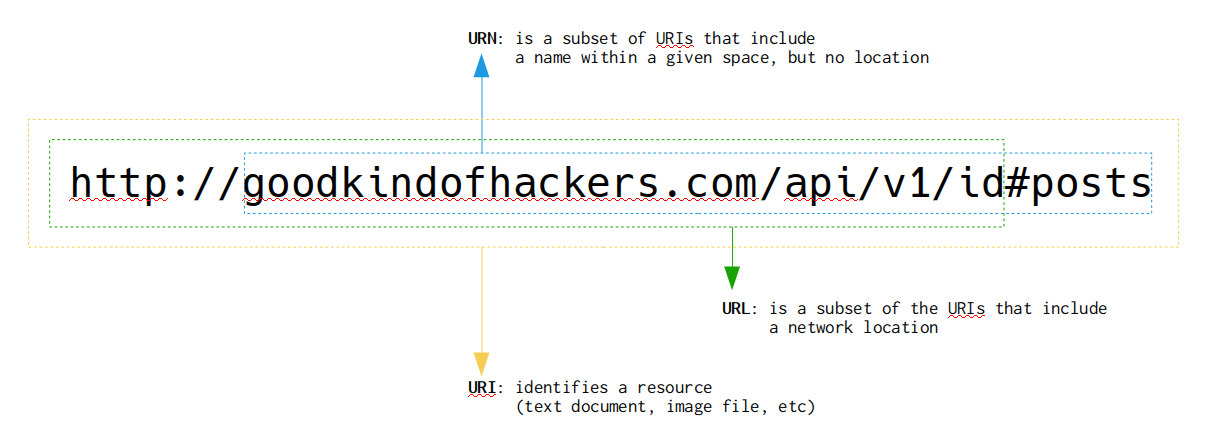 URN: is a subset of URIs that include
a name within a given space, but no location
http://goodkindofhackers.com/api/v1/id#posts
URL: is a subset of the URIs that include
a network location
URI: identifies a resource
(text document, image file, etc)